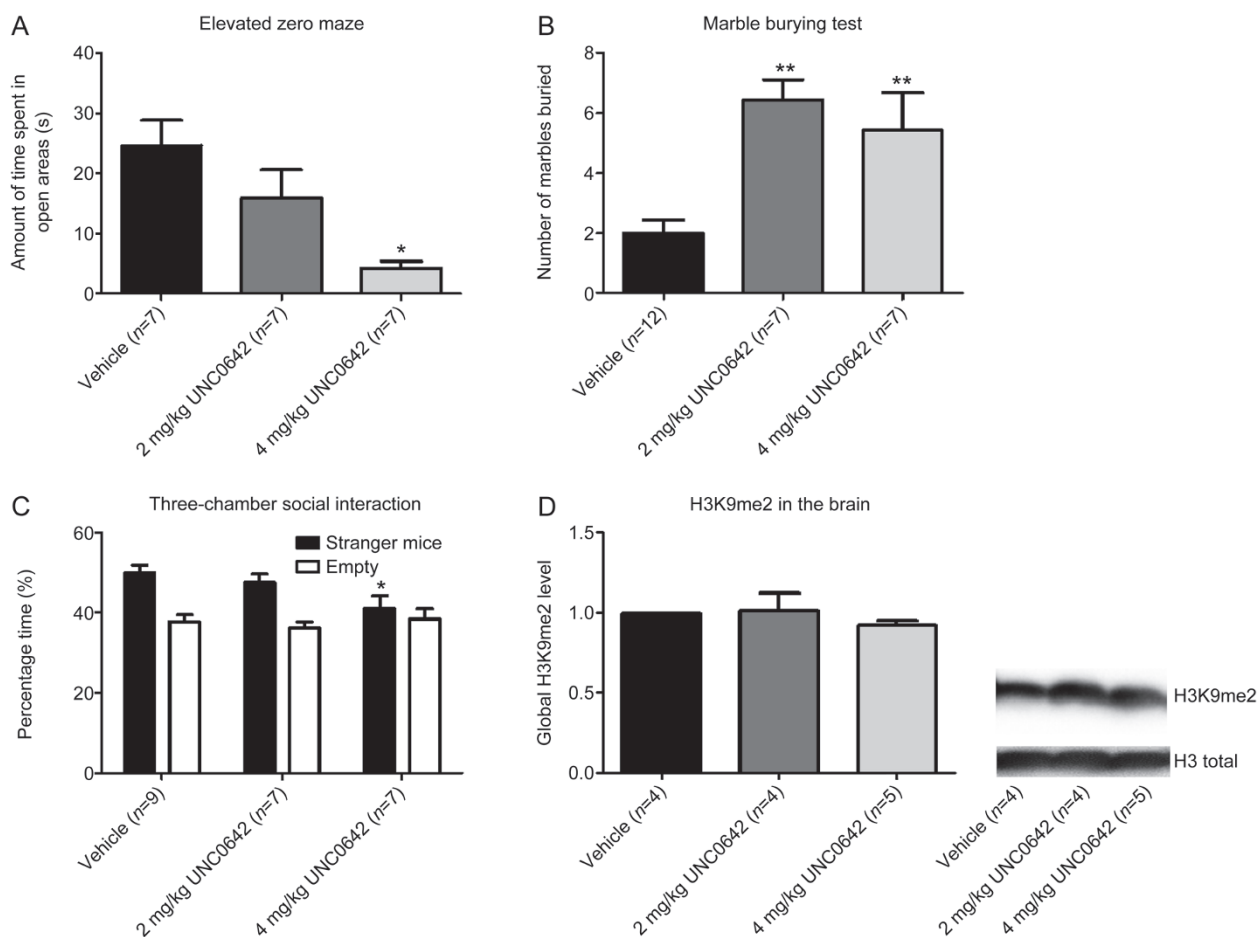 A
Elevated zero maze
Amount of time spent in
open areas (s)
40
30
20
10
0
*
Vehicle (n=7)
2 mg/kg UNC0642 (n=7)
4 mg/kg UNC0642 (n=7)
B
Marble burying test
Number of marbles buried
8
6
4
2
0
**
**
Vehicle (n=12)
2 mg/kg UNC0642 (n=7)
4 mg/kg UNC0642 (n=7)
C
Three-chamber social interaction
Percentage time (%)
60
40
20
0
Stranger mice
Empty
*
Vehicle (n=9)
2 mg/kg UNC0642 (n=7)
4 mg/kg UNC0642 (n=7)
D
H3K9me2 in the brain
Global H3K9me2 level
1.5
1.0
0.5
0.0
Vehicle (n=4)
2 mg/kg UNC0642 (n=4)
4 mg/kg UNC0642 (n=5)
H3K9me2
H3 total
Vehicle (n=4)
2 mg/kg UNC0642 (n=4)
4 mg/kg UNC0642 (n=5)